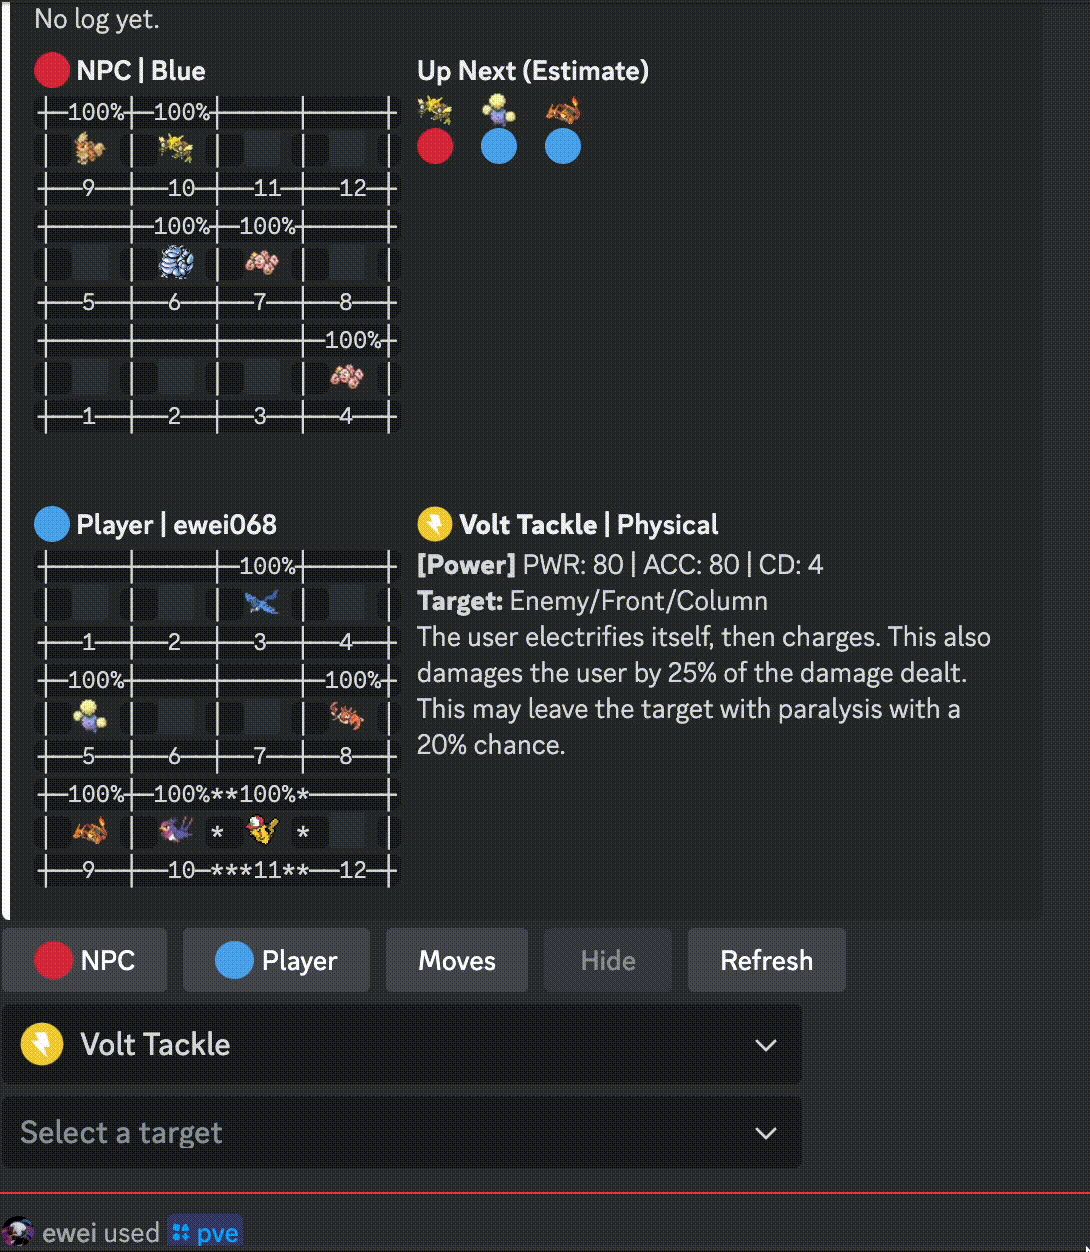 No log yet.
NPC | Blue
Up Next (Estimate)
100% 100%
9 10 11 12
100% 100%
5 6 7 8
100%
1 2 3 4
Player | ewei068
Volt Tackle | Physical
[Power] PWR: 80 | ACC: 80 | CD: 4
Target: Enemy/Front/Column
The user electrifies itself, then charges. This also
damages the user by 25% of the damage dealt.
This may leave the target with paralysis with a
20% chance.
100%
1 2 3 4
100% 100%
5 6 7 8
100% 100%**100%*
* *
9 10 ***11** 12
NPC Player Moves Hide Refresh
Volt Tackle
Select a target
ewei used pve